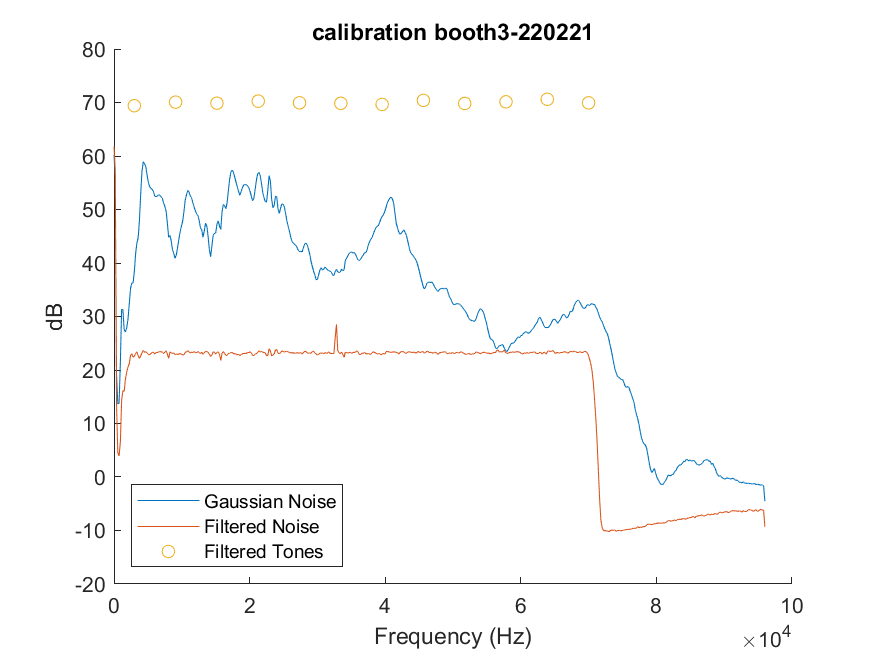 calibration booth3-220221
80
70
60
50
40
30
20
10
0
-10
-20
dB
Gaussian Noise
Filtered Noise
Filtered Tones
0 2 4 6 8 10
Frequency (Hz)
×10^4